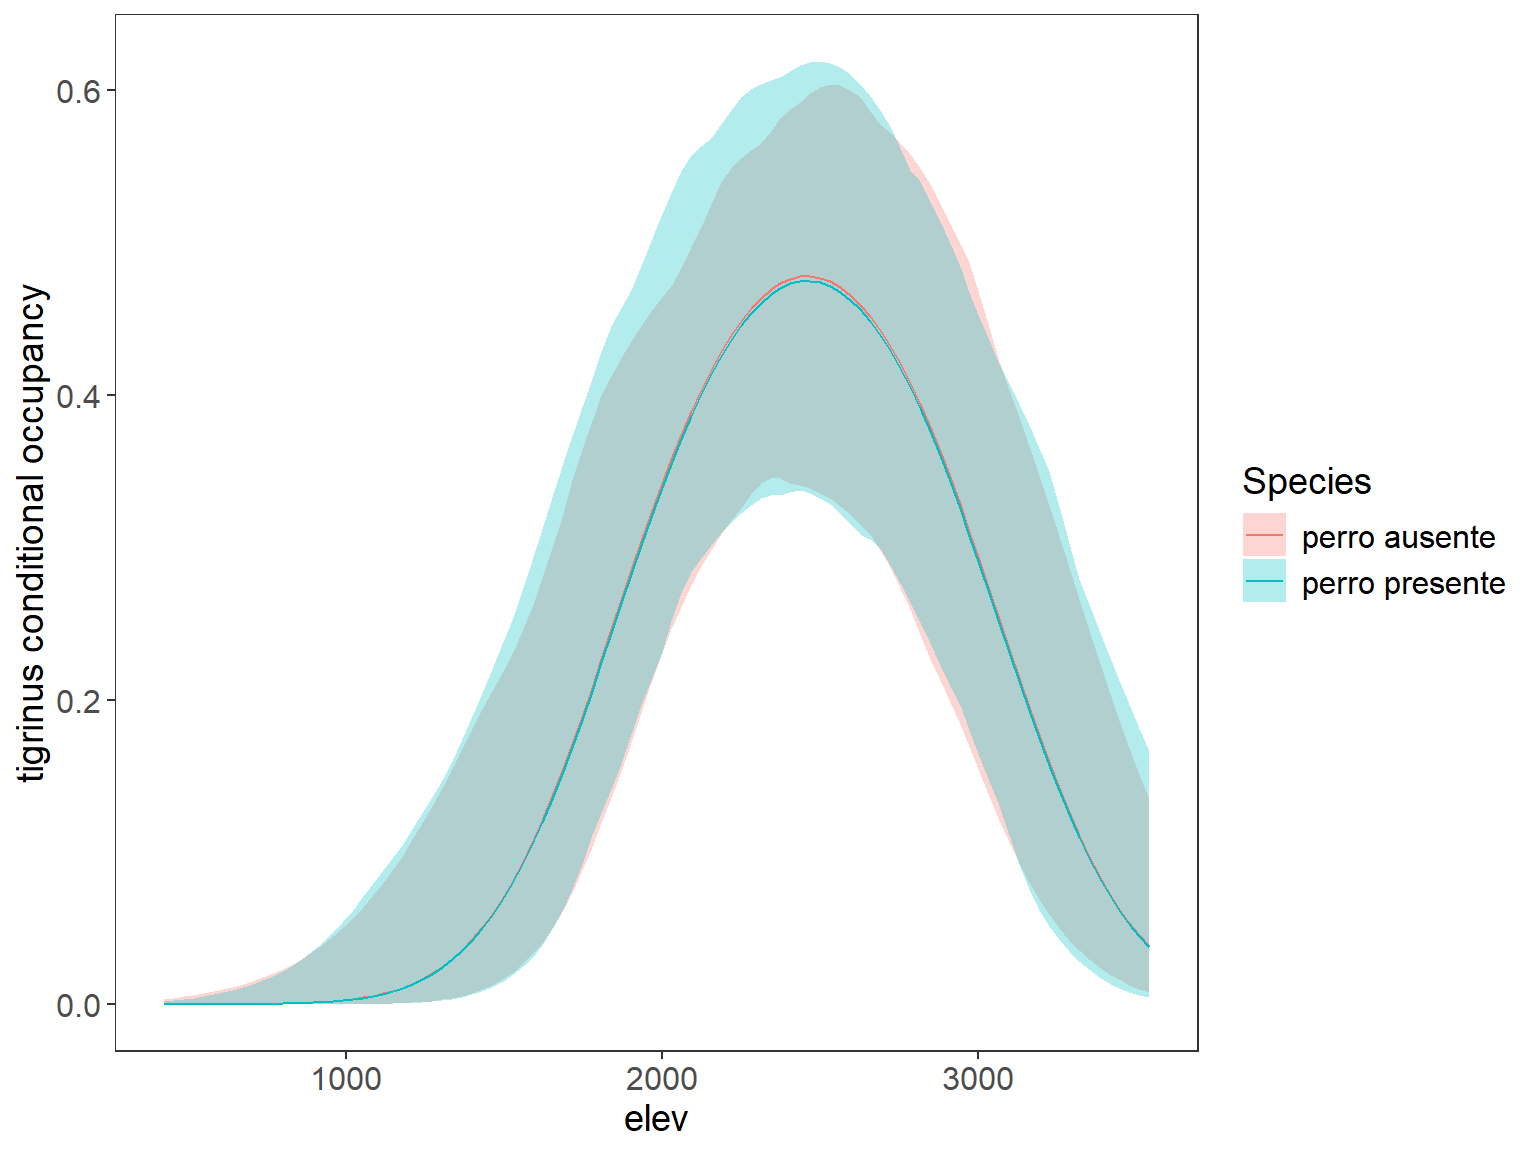 tigrinus conditional occupancy
0.6
0.4
0.2
0.0
1000 2000 3000
elev
Species
perro ausente
perro presente